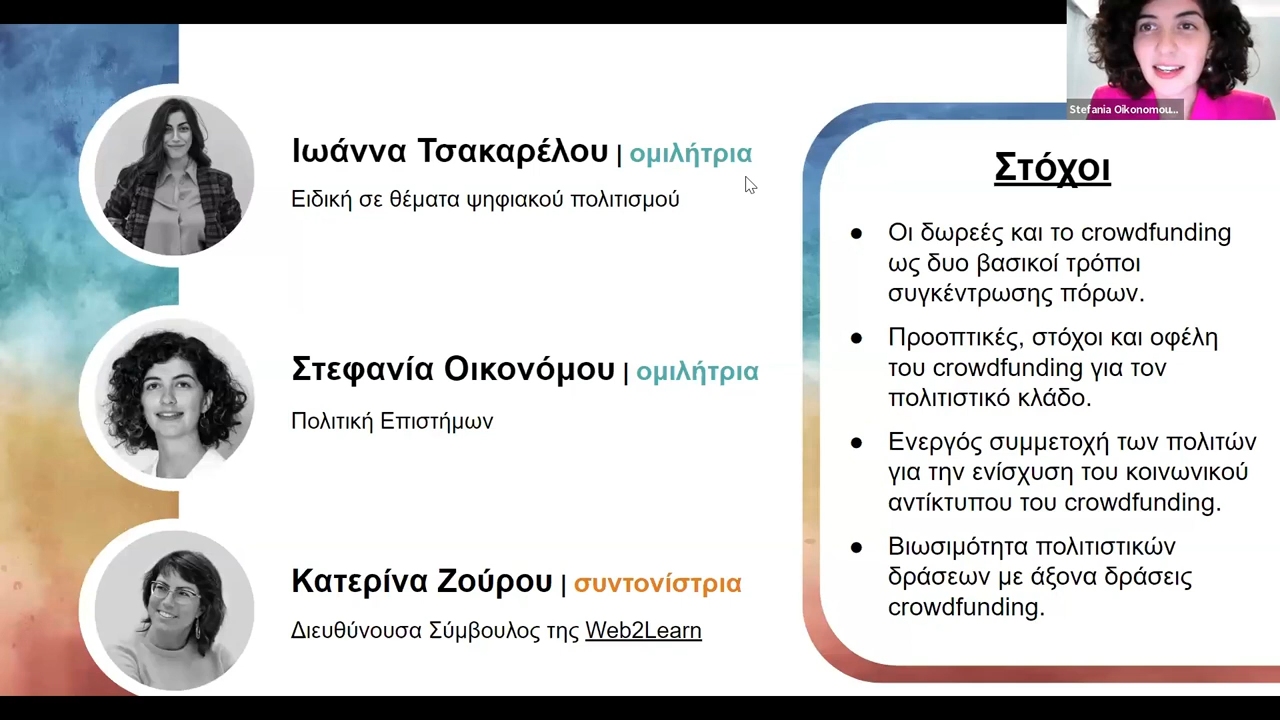 Stefania Oikonomou...
Ιωάννα Τσακαρέλου | ομιλήτρια
Ειδική σε θέματα ψηφιακού πολιτισμού
Στεφανία Οικονόμου | ομιλήτρια
Πολιτική Επιστήμων
Κατερίνα Ζούρου | συντονίστρια
Διευθύνουσα Σύμβουλος της Web2Learn
Στόχοι
● Οι δωρεές και το crowdfunding
ως δυο βασικοί τρόποι
συγκέντρωσης πόρων.
● Προοπτικές, στόχοι και οφέλη
του crowdfunding για τον
πολιτιστικό κλάδο.
● Ενεργός συμμετοχή των πολιτών
για την ενίσχυση του κοινωνικού
αντίκτυπου του crowdfunding.
● Βιωσιμότητα πολιτιστικών
δράσεων με άξονα δράσεις
crowdfunding.